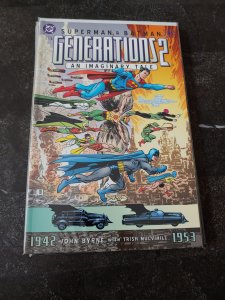 DC
SUPERMAN & BATMAN
GENERATIONS 2
AN IMAGINARY TALE
1942 JOHN BYRNE WITH TRISH MULVIHILL 1953